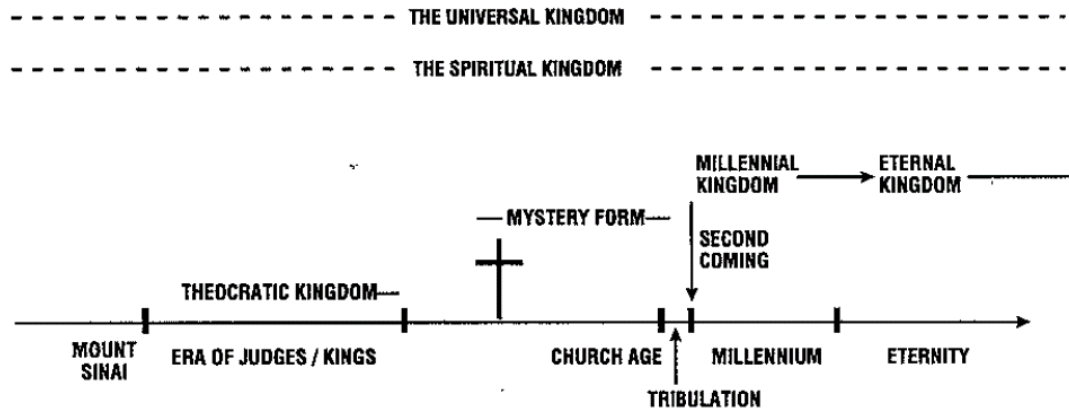 THE UNIVERSAL KINGDOM
THE SPIRITUAL KINGDOM
MILLENNIAL
KINGDOM
ETERNAL
KINGDOM
MYSTERY FORM
SECOND
COMING
THEOCRATIC KINGDOM
MOUNT
SINAI
ERA OF JUDGES / KINGS
CHURCH AGE
MILLENNIUM
ETERNITY
TRIBULATION